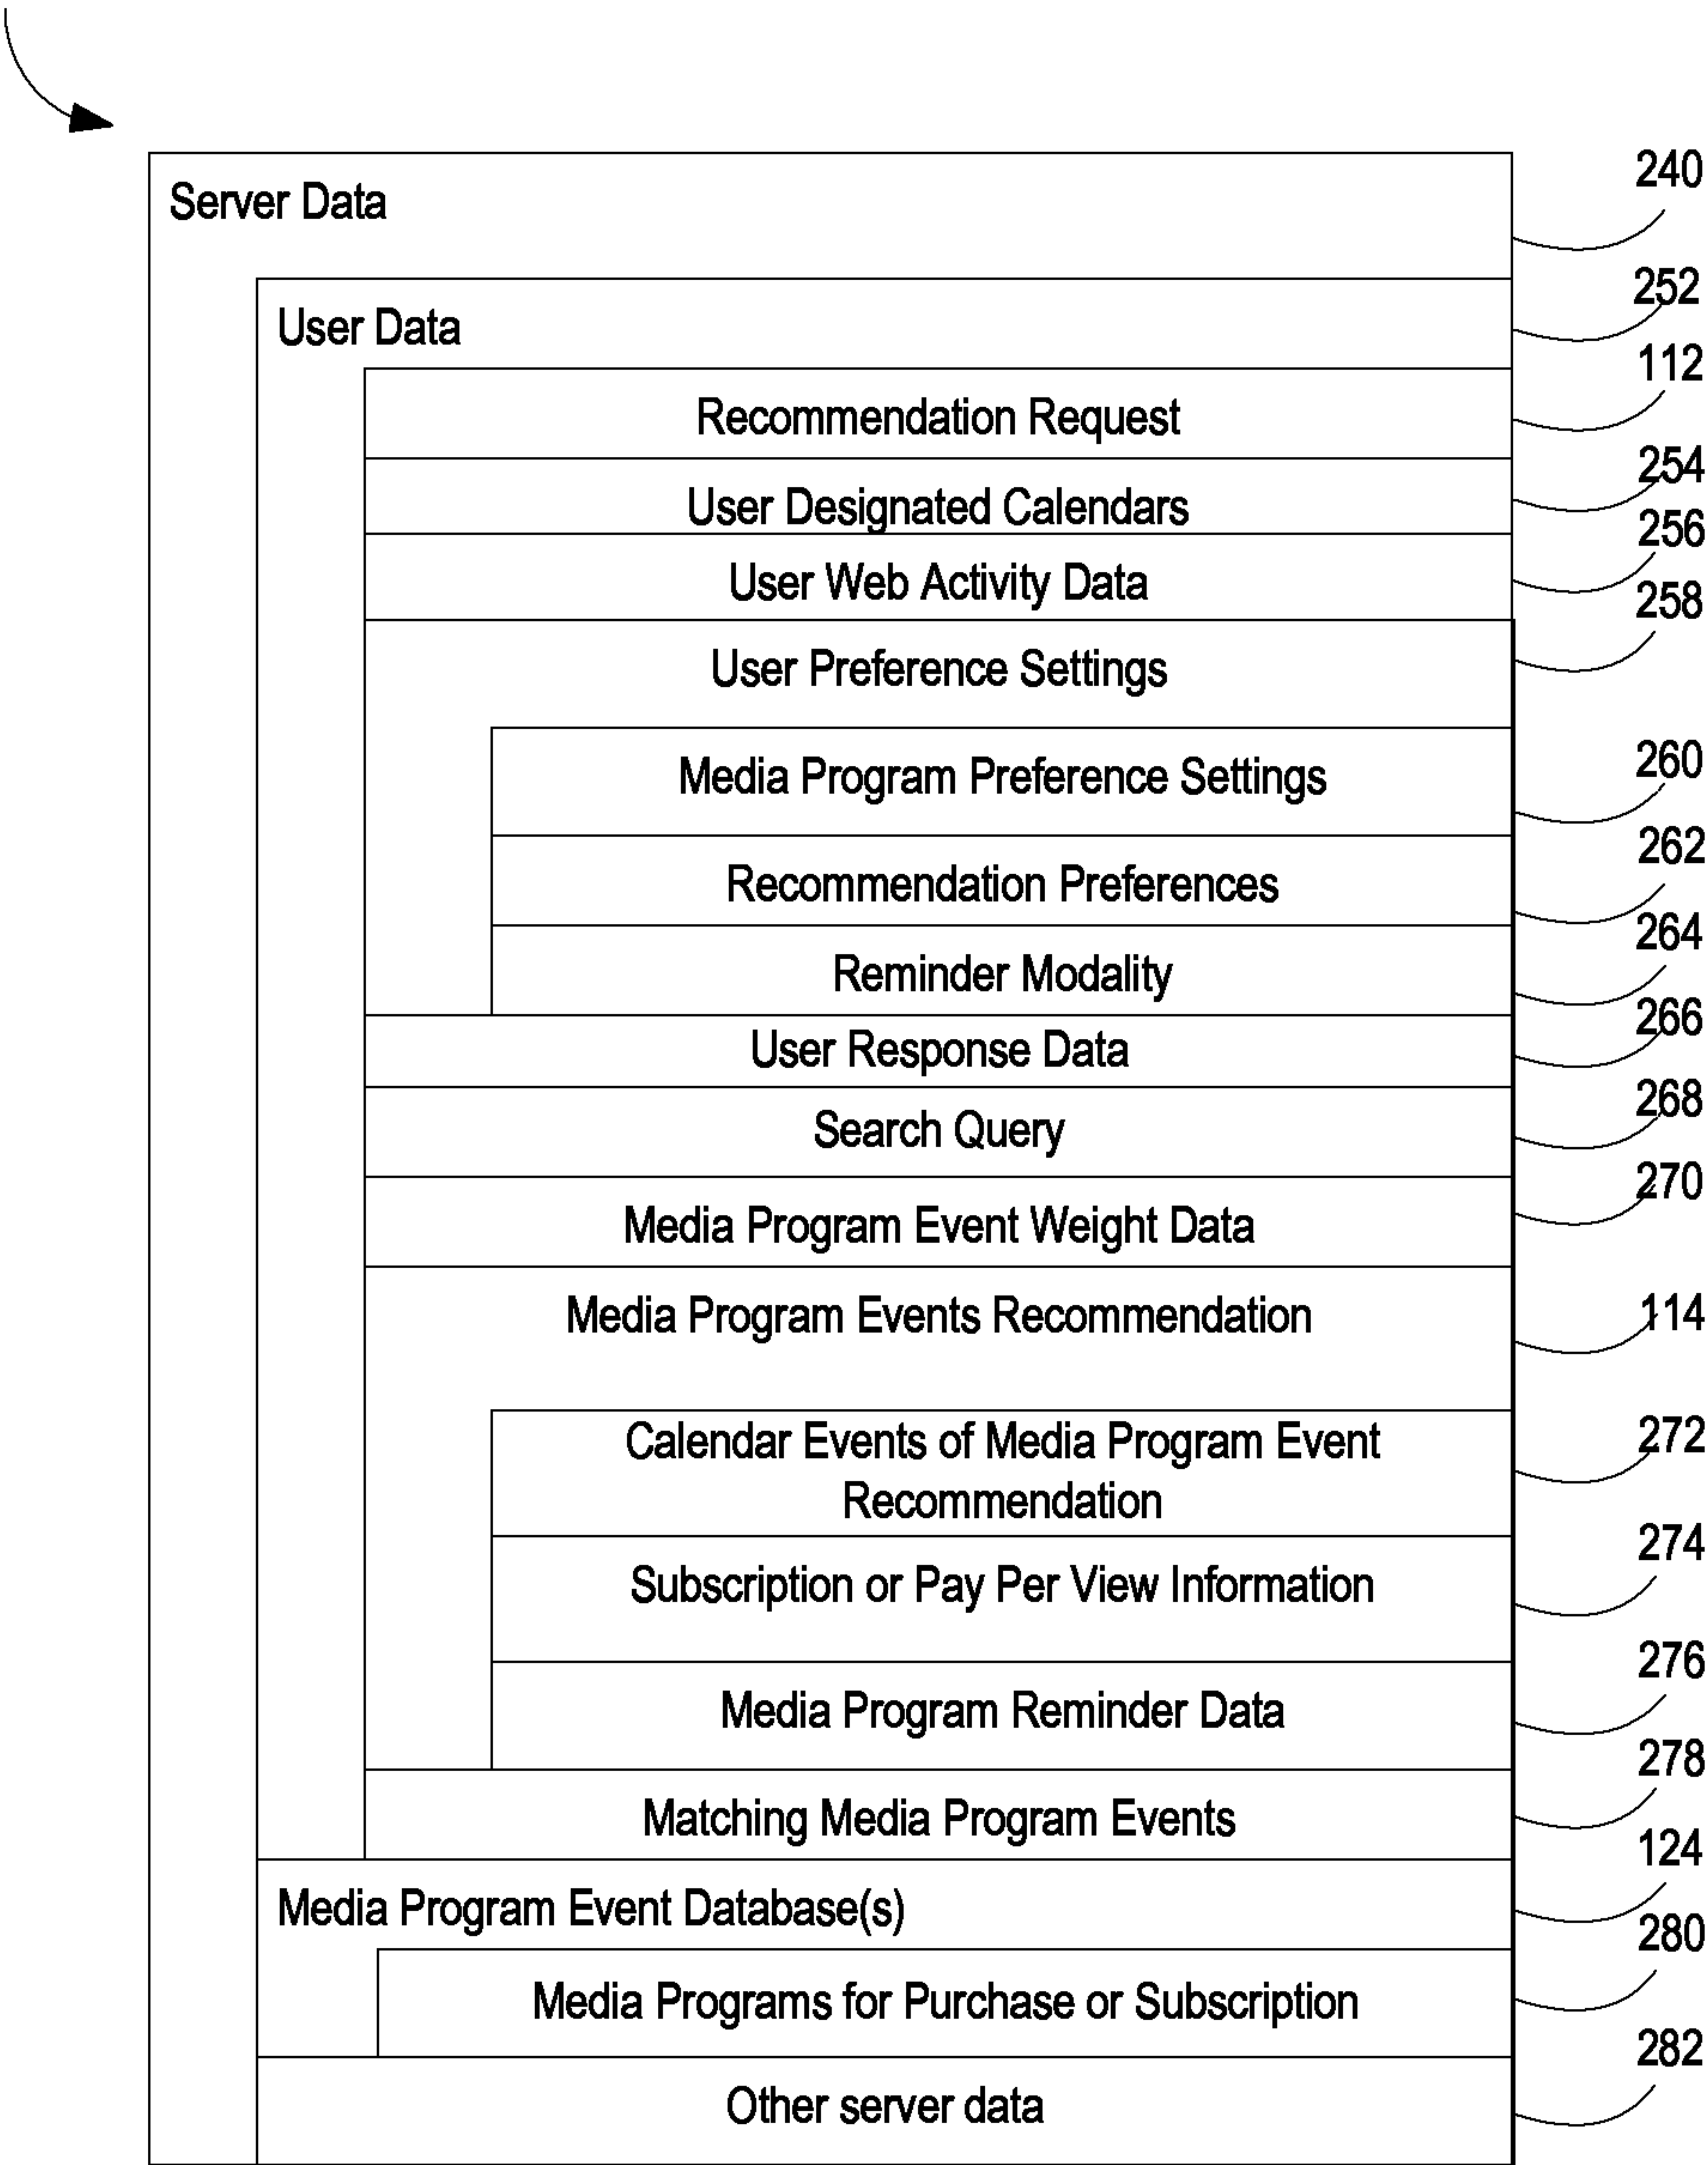 240
Server Data
252
User Data
112
Recommendation Request
254
User Designated Calendars
256
User Web Activity Data
258
User Preference Settings
260
Media Program Preference Settings
262
Recommendation Preferences
264
Reminder Modality
266
User Response Data
268
Search Query
270
Media Program Event Weight Data
114
Media Program Events Recommendation
272
Calendar Events of Media Program Event
Recommendation
274
Subscription or Pay Per View Information
276
Media Program Reminder Data
278
Matching Media Program Events
124
Media Program Event Database(s)
280
Media Programs for Purchase or Subscription
282
Other server data